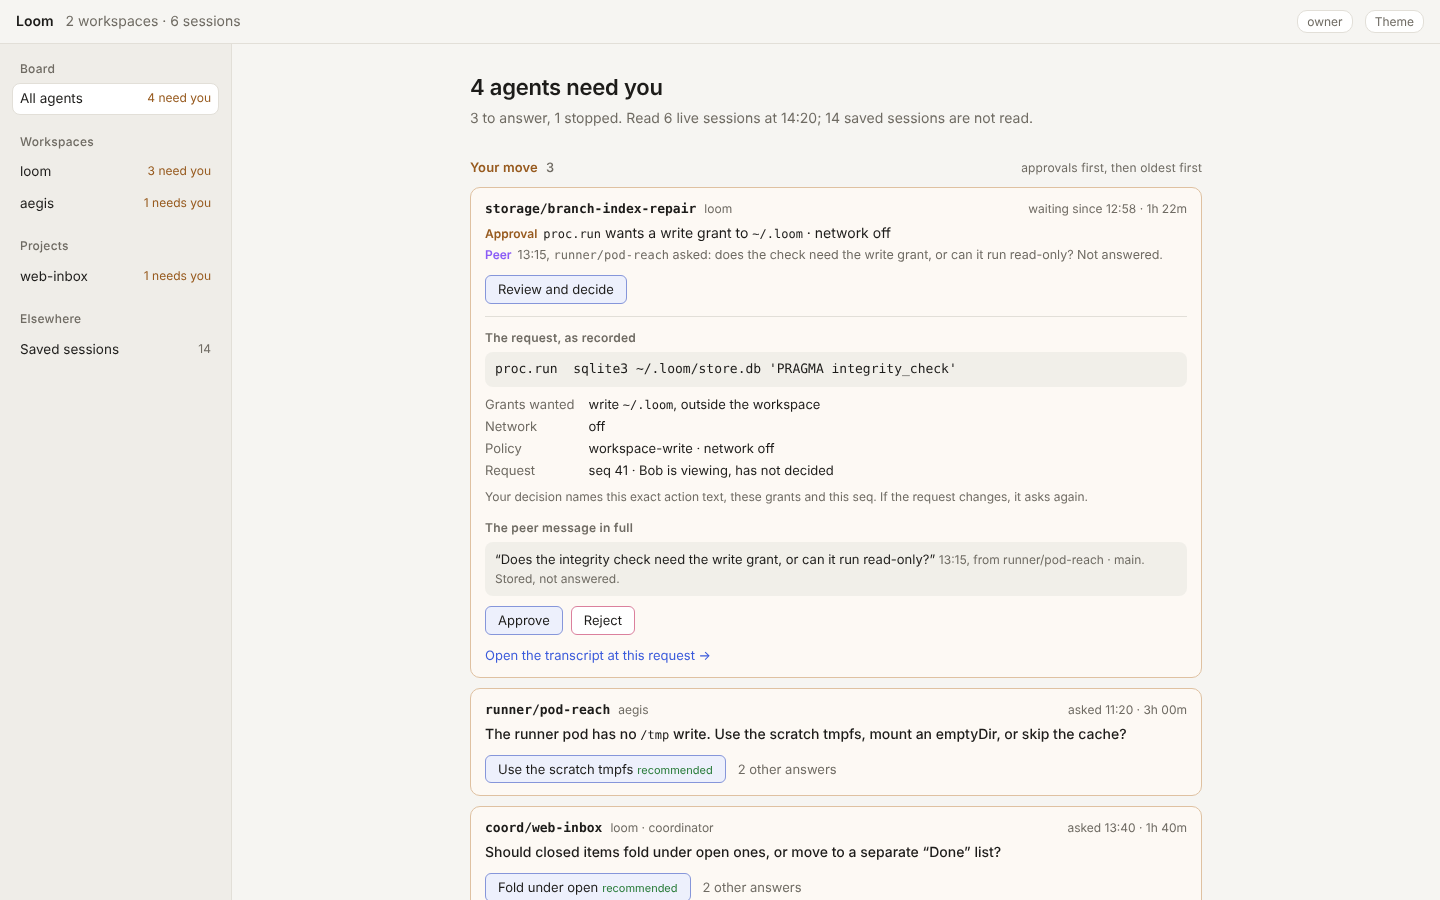 Loom 2 workspaces · 6 sessions
owner Theme
Board
All agents 4 need you
Workspaces
loom 3 need you
aegis 1 needs you
Projects
web-inbox 1 needs you
Elsewhere
Saved sessions 14
4 agents need you
3 to answer, 1 stopped. Read 6 live sessions at 14:20; 14 saved sessions are not read.
Your move 3 approvals first, then oldest first
storage/branch-index-repair loom waiting since 12:58 · 1h 22m
Approval proc.run wants a write grant to ~/.loom · network off
Peer 13:15, runner/pod-reach asked: does the check need the write grant, or can it run read-only? Not answered.
Review and decide
The request, as recorded
proc.run sqlite3 ~/.loom/store.db 'PRAGMA integrity_check'
Grants wanted write ~/.loom, outside the workspace
Network off
Policy workspace-write · network off
Request seq 41 · Bob is viewing, has not decided
Your decision names this exact action text, these grants and this seq. If the request changes, it asks again.
The peer message in full
“Does the integrity check need the write grant, or can it run read-only?” 13:15, from runner/pod-reach · main.
Stored, not answered.
Approve Reject
Open the transcript at this request →
runner/pod-reach aegis asked 11:20 · 3h 00m
The runner pod has no /tmp write. Use the scratch tmpfs, mount an emptyDir, or skip the cache?
Use the scratch tmpfs recommended 2 other answers
coord/web-inbox loom · coordinator asked 13:40 · 1h 40m
Should closed items fold under open ones, or move to a separate “Done” list?
Fold under open recommended 2 other answers